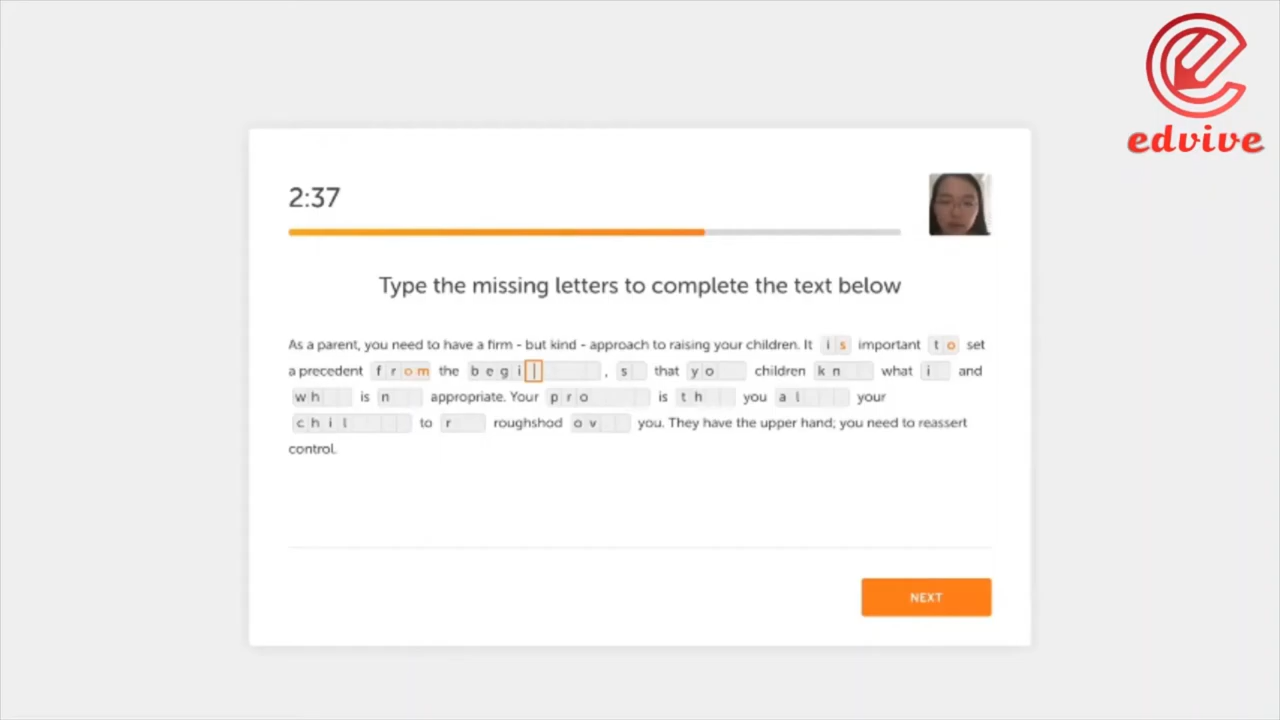 edvive
2:37
Type the missing letters to complete the text below
As a parent, you need to have a firm - but kind - approach to raising your children. It is important to set
a precedent from the begi , s that yo children kn what i and
wh is n appropriate. Your pro is th you al your
chil to r roughshod ov you. They have the upper hand; you need to reassert
control.
NEXT